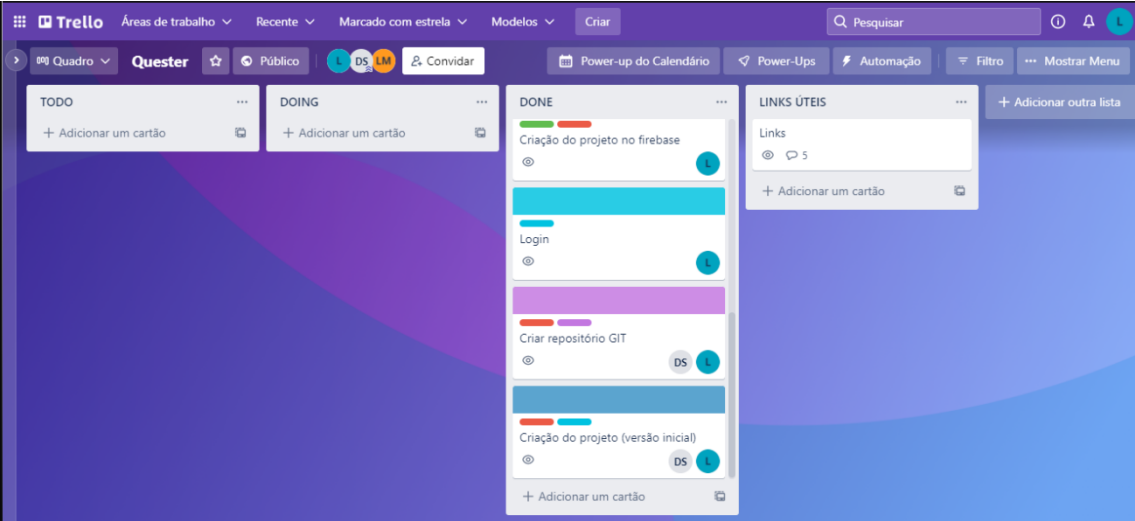 Trello Áreas de trabalho Recente Marcado com estrela Modelos Criar Pesquisar L
Quadro Quester Público L DS LM Convidar Power-up do Calendário Power-Ups Automação Filtro ... Mostrar Menu
TODO ...
+ Adicionar um cartão
DOING ...
+ Adicionar um cartão
DONE ...
Criação do projeto no firebase
L
Login
L
Criar repositório GIT
DS L
Criação do projeto (versão inicial)
DS L
+ Adicionar um cartão
LINKS ÚTEIS ...
Links
5
+ Adicionar um cartão
+ Adicionar outra lista